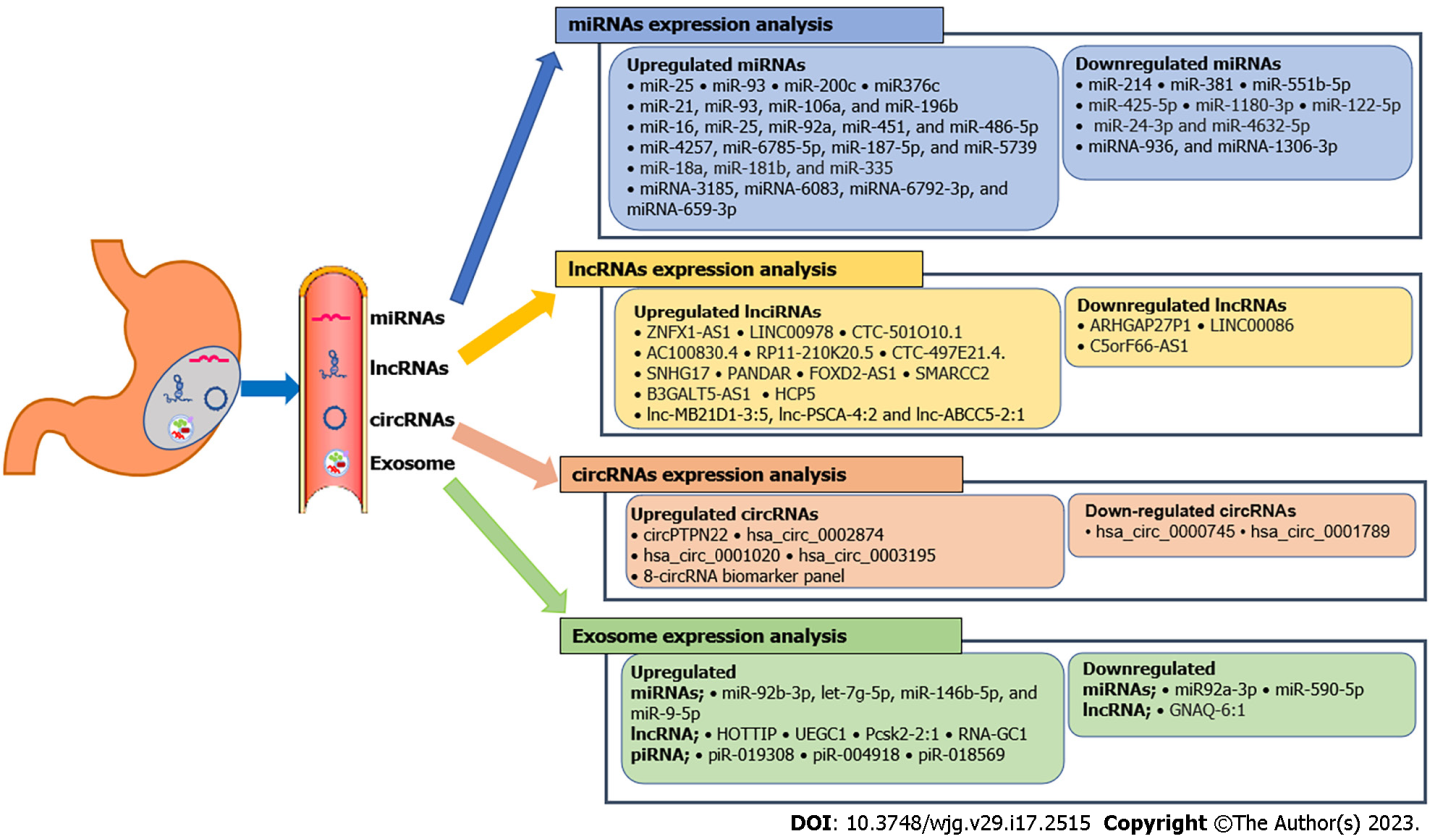 miRNAs expression analysis
Upregulated miRNAs
• miR-25 • miR-93 • miR-200c • miR376c
• miR-21, miR-93, miR-106a, and miR-196b
• miR-16, miR-25, miR-92a, miR-451, and miR-486-5p
• miR-4257, miR-6785-5p, miR-187-5p, and miR-5739
• miR-18a, miR-181b, and miR-335
• miRNA-3185, miRNA-6083, miRNA-6792-3p, and
miRNA-659-3p
Downregulated miRNAs
• miR-214 • miR-381 • miR-551b-5p
• miR-425-5p • miR-1180-3p • miR-122-5p
• miR-24-3p and miR-4632-5p
• miRNA-936, and miRNA-1306-3p
miRNAs
lncRNAs
circRNAs
Exosome
lncRNAs expression analysis
Upregulated lnciRNAs
• ZNFX1-AS1 • LINC00978 • CTC-501O10.1
• AC100830.4 • RP11-210K20.5 • CTC-497E21.4.
• SNHG17 • PANDAR • FOXD2-AS1 • SMARCC2
• B3GALT5-AS1 • HCP5
• lnc-MB21D1-3:5, lnc-PSCA-4:2 and lnc-ABCC5-2:1
Downregulated lncRNAs
• ARHGAP27P1 • LINC00086
• C5orF66-AS1
circRNAs expression analysis
Upregulated circRNAs
• circPTPN22 • hsa_circ_0002874
• hsa_circ_0001020 • hsa_circ_0003195
• 8-circRNA biomarker panel
Down-regulated circRNAs
• hsa_circ_0000745 • hsa_circ_0001789
Exosome expression analysis
Upregulated
miRNAs; • miR-92b-3p, let-7g-5p, miR-146b-5p, and
miR-9-5p
lncRNA; • HOTTIP • UEGC1 • Pcsk2-2:1 • RNA-GC1
piRNA; • piR-019308 • piR-004918 • piR-018569
Downregulated
miRNAs; • miR92a-3p • miR-590-5p
lncRNA; • GNAQ-6:1
DOI: 10.3748/wjg.v29.i17.2515 Copyright ©The Author(s) 2023.